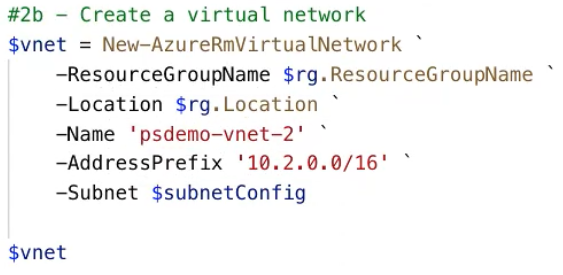 #2b - Create a virtual network
$vnet = New-AzureRmVirtualNetwork `
    -ResourceGroupName $rg.ResourceGroupName `
    -Location $rg.Location `
    -Name 'psdemo-vnet-2' `
    -AddressPrefix '10.2.0.0/16' `
    -Subnet $subnetConfig

$vnet